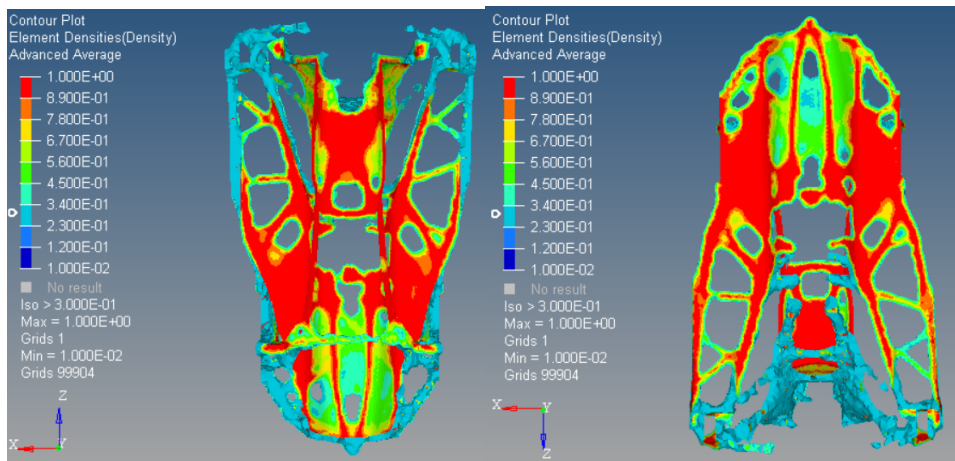 Contour Plot
Element Densities(Density)
Advanced Average
1.000E+00
8.900E-01
7.800E-01
6.700E-01
5.600E-01
4.500E-01
3.400E-01
2.300E-01
1.200E-01
1.000E-02
No result
Iso > 3.000E-01
Max = 1.000E+00
Grids 1
Min = 1.000E-02
Grids 99904
Z
X
Y
Contour Plot
Element Densities(Density)
Advanced Average
1.000E+00
8.900E-01
7.800E-01
6.700E-01
5.600E-01
4.500E-01
3.400E-01
2.300E-01
1.200E-01
1.000E-02
No result
Iso > 3.000E-01
Max = 1.000E+00
Grids 1
Min = 1.000E-02
Grids 99904
X
Y
Z